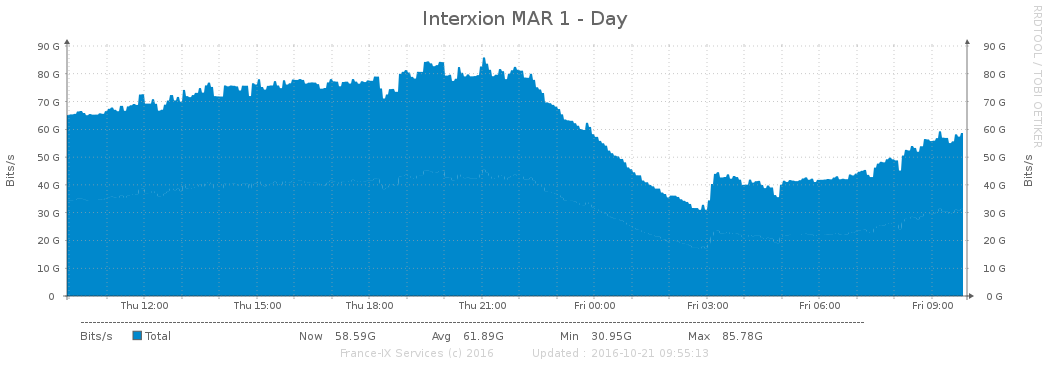 Interxion MAR 1 - Day
RRDTOOL / TOBI OETIKER
90 G 90 G
80 G 80 G
70 G 70 G
60 G 60 G
50 G 50 G
40 G 40 G
30 G 30 G
20 G 20 G
10 G 10 G
0 0 G
Bits/s
Bits/s
Thu 12:00 Thu 15:00 Thu 18:00 Thu 21:00 Fri 00:00 Fri 03:00 Fri 06:00 Fri 09:00
Bits/s Total Now 58.59G Avg 61.89G Min 30.95G Max 85.78G
France-IX Services (c) 2016 Updated : 2016-10-21 09:55:13